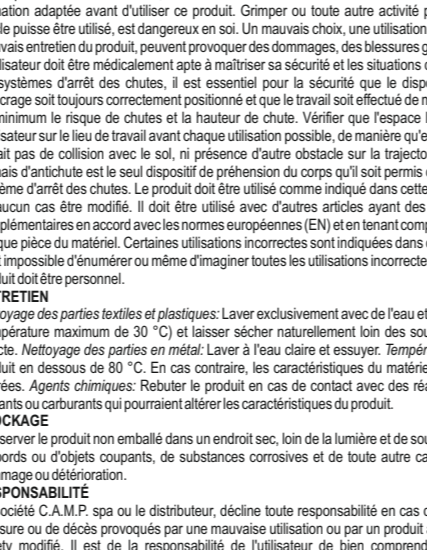 mation adaptée avant d'utiliser ce produit. Grimper ou toute autre activité p
le puisse être utilisé, est dangereux en soi. Un mauvais choix, une utilisation
vais entretien du produit, peuvent provoquer des dommages, des blessures g
lisateur doit être médicalement apte à maîtriser sa sécurité et les situations d
systèmes d'arrêt des chutes, il est essentiel pour la sécurité que le dispo
crage soit toujours correctement positionné et que le travail soit effectué de m
minimum le risque de chutes et la hauteur de chute. Vérifier que l'espace l
isateur sur le lieu de travail avant chaque utilisation possible, de manière qu'e
ait pas de collision avec le sol, ni présence d'autre obstacle sur la trajecto
nais d'antichute est le seul dispositif de préhension du corps qu'il soit permis d
tème d'arrêt des chutes. Le produit doit être utilisé comme indiqué dans cette
aucun cas être modifié. Il doit être utilisé avec d'autres articles ayant des
plémentaires en accord avec les normes européennes (EN) et en tenant comp
que pièce du matériel. Certaines utilisations incorrectes sont indiquées dans c
t impossible d'énumérer ou même d'imaginer toutes les utilisations incorrecte
duit doit être personnel.
TRETIEN
oyage des parties textiles et plastiques: Laver exclusivement avec de l'eau et
mpérature maximum de 30 °C) et laisser sécher naturellement loin des sou
cte. Nettoyage des parties en métal: Laver à l'eau claire et essuyer. Tempér
duit en dessous de 80 °C. En cas contraire, les caractéristiques du matérie
rées. Agents chimiques: Rebuter le produit en cas de contact avec des réa
ants ou carburants qui pourraient altérer les caractéristiques du produit.
OCKAGE
server le produit non emballé dans un endroit sec, loin de la lumière et de sou
bords ou d'objets coupants, de substances corrosives et de toute autre ca
mage ou détérioration.
SPONSABILITÉ
ociété C.A.M.P. spa ou le distributeur, décline toute responsabilité en cas d
sure ou de décès provoqués par une mauvaise utilisation ou par un produit a
ety modifié. Il est de la responsabilité de l'utilisateur de bien comprend